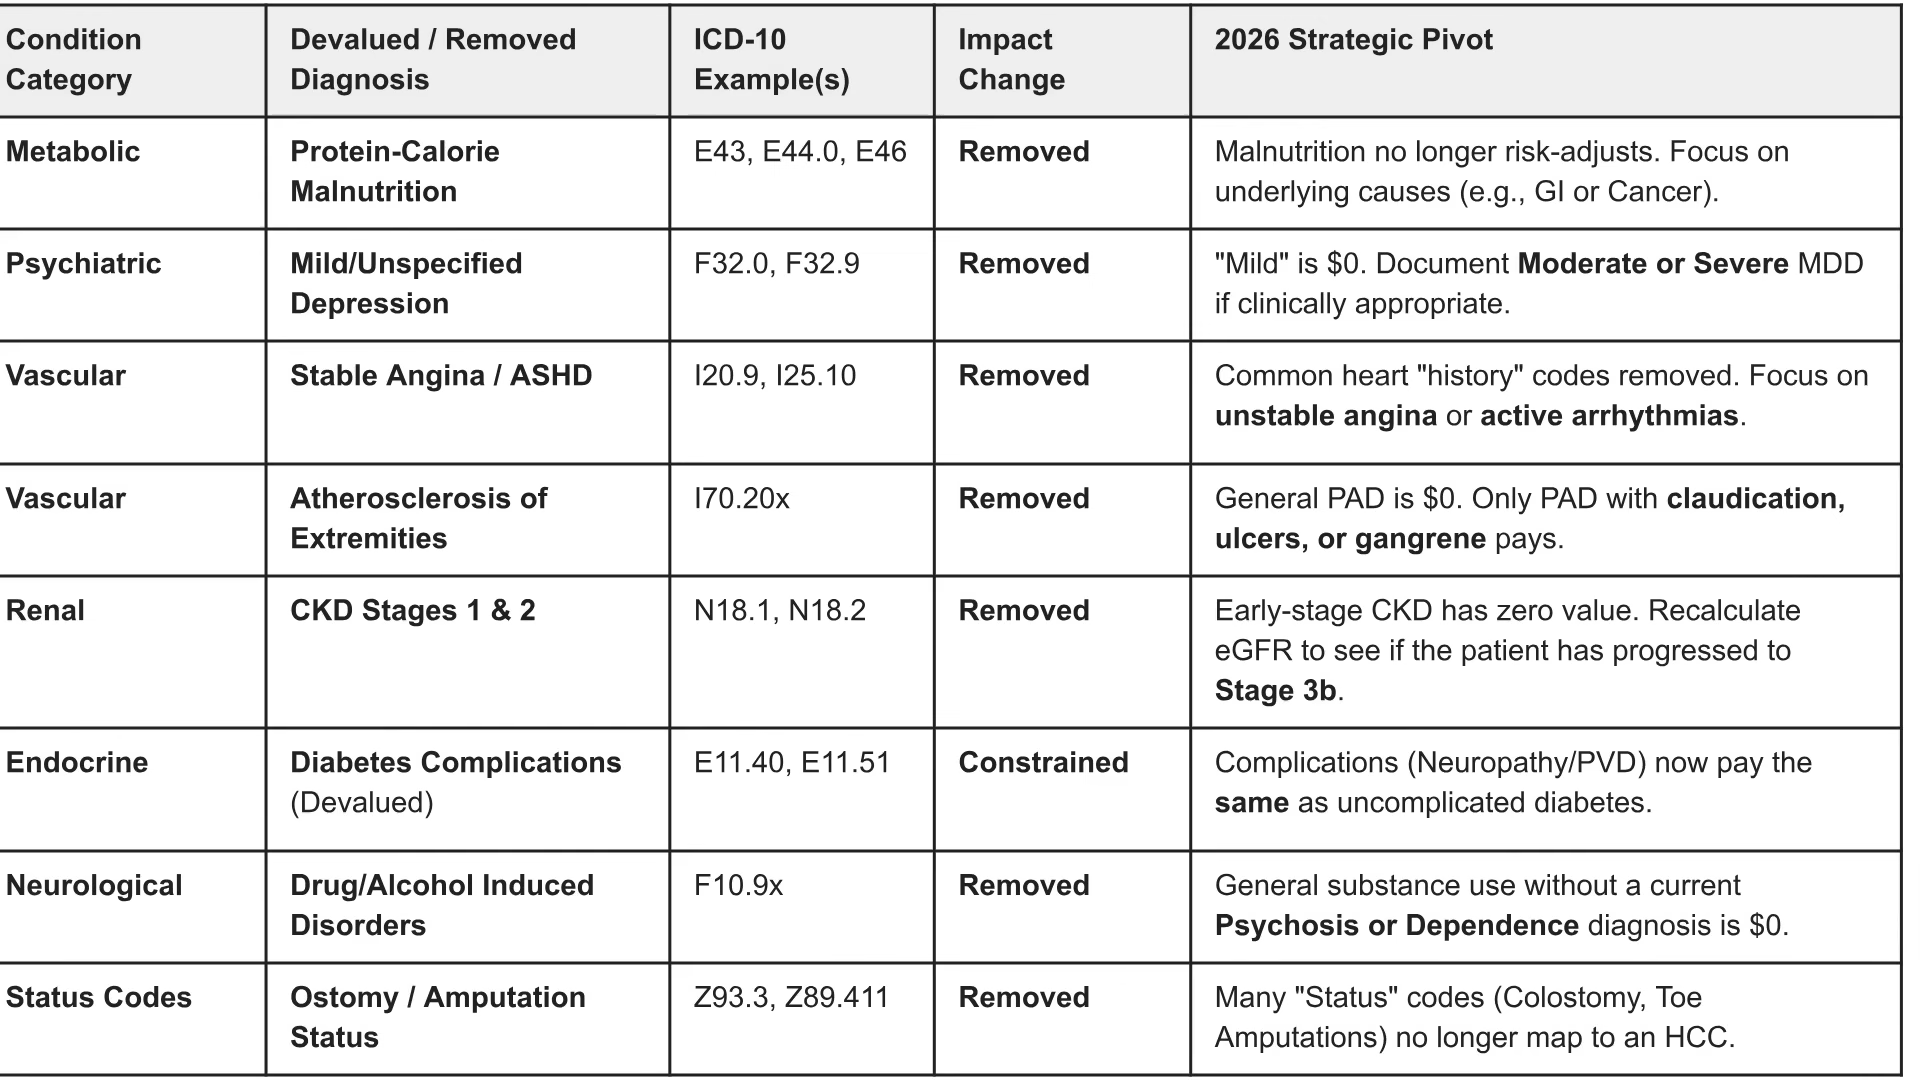 Condition Category
Devalued / Removed Diagnosis
ICD-10 Example(s)
Impact Change
2026 Strategic Pivot
Metabolic
Protein-Calorie
Malnutrition
E43, E44.0, E46
Removed
Malnutrition no longer risk-adjusts. Focus on
underlying causes (e.g., GI or Cancer).
Psychiatric
Mild/Unspecified
Depression
F32.0, F32.9
Removed
"Mild" is $0. Document Moderate or Severe MDD
if clinically appropriate.
Vascular
Stable Angina / ASHD
I20.9, I25.10
Removed
Common heart "history" codes removed. Focus on
unstable angina or active arrhythmias.
Vascular
Atherosclerosis of
Extremities
I70.20x
Removed
General PAD is $0. Only PAD with claudication,
ulcers, or gangrene pays.
Renal
CKD Stages 1 & 2
N18.1, N18.2
Removed
Early-stage CKD has zero value. Recalculate
eGFR to see if the patient has progressed to
Stage 3b.
Endocrine
Diabetes Complications
(Devalued)
E11.40, E11.51
Constrained
Complications (Neuropathy/PVD) now pay the
same as uncomplicated diabetes.
Neurological
Drug/Alcohol Induced
Disorders
F10.9x
Removed
General substance use without a current
Psychosis or Dependence diagnosis is $0.
Status Codes
Ostomy / Amputation
Status
Z93.3, Z89.411
Removed
Many "Status" codes (Colostomy, Toe
Amputations) no longer map to an HCC.